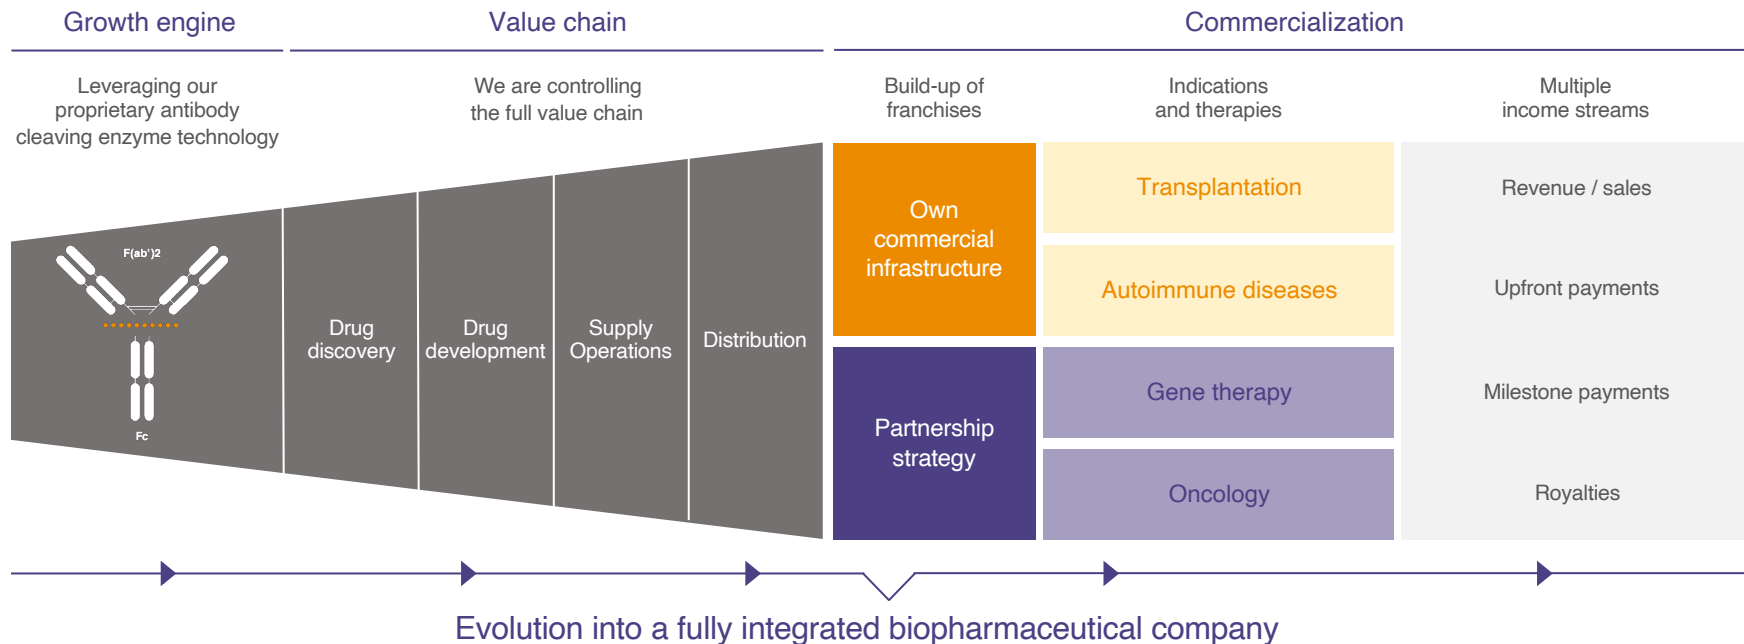 Growth engine
Value chain
Commercialization
Leveraging our
proprietary antibody
cleaving enzyme technology
We are controlling
the full value chain
Build-up of
franchises
Indications
and therapies
Multiple
income streams
F(ab')2
Fc
Drug
discovery
Drug
development
Supply
Operations
Distribution
Own
commercial
infrastructure
Partnership
strategy
Transplantation
Autoimmune diseases
Gene therapy
Oncology
Revenue / sales
Upfront payments
Milestone payments
Royalties
Evolution into a fully integrated biopharmaceutical company